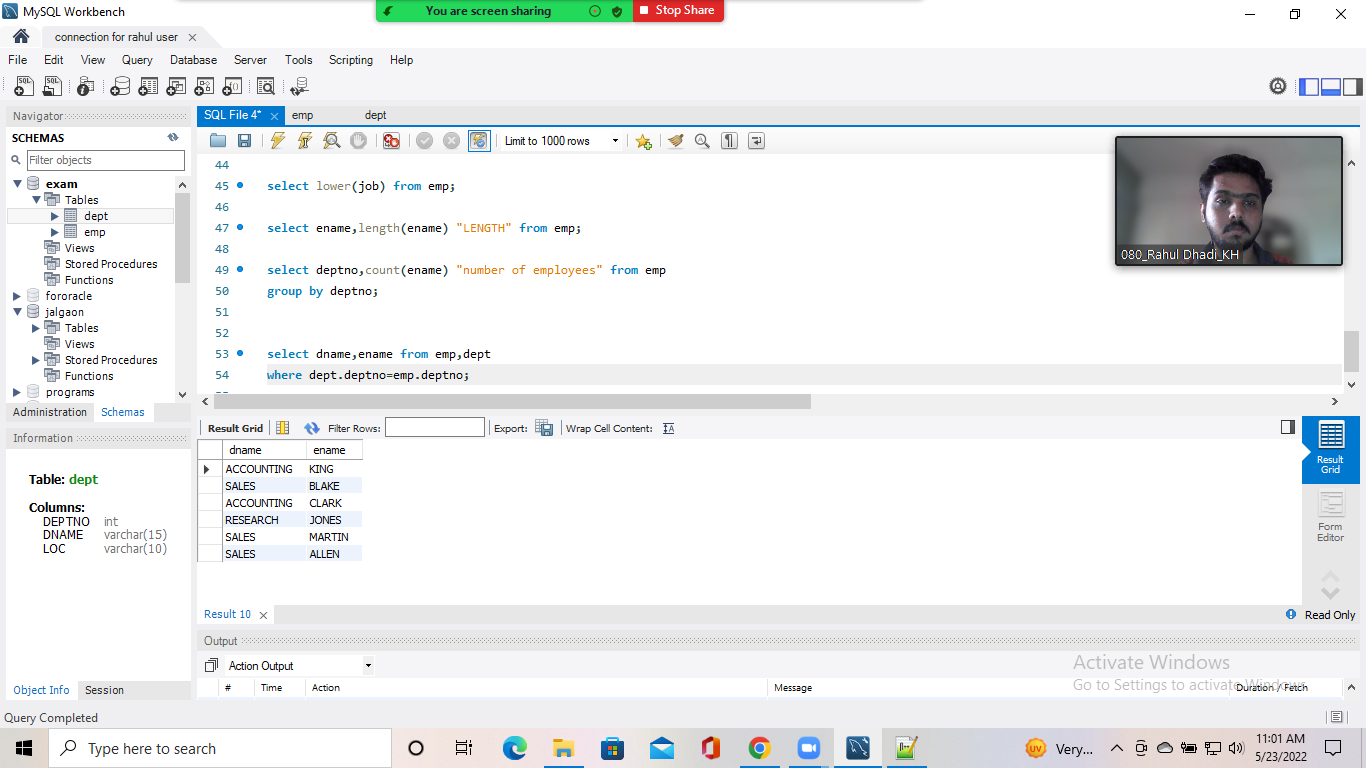 MySQL Workbench
You are screen sharing
Stop Share
connection for rahul user
File Edit View Query Database Server Tools Scripting Help
Navigator
SCHEMAS
Filter objects
exam
Tables
dept
emp
Views
Stored Procedures
Functions
fororacle
jalgaon
Tables
Views
Stored Procedures
Functions
programs
Administration Schemas
Information
Table: dept
Columns:
DEPTNO int
DNAME varchar(15)
LOC varchar(10)
Object Info Session
SQL File 4* emp dept
Limit to 1000 rows
44
45 select lower(job) from emp;
46
47 select ename,length(ename) "LENGTH" from emp;
48
49 select deptno,count(ename) "number of employees" from emp
50 group by deptno;
51
52
53 select dname,ename from emp,dept
54 where dept.deptno=emp.deptno;
080_Rahul Dhadi_KH
Result Grid Filter Rows: Export: Wrap Cell Content:
dname ename
ACCOUNTING KING
SALES BLAKE
ACCOUNTING CLARK
RESEARCH JONES
SALES MARTIN
SALES ALLEN
Result Grid
Form Editor
Result 10
Read Only
Output
Action Output
# Time Action Message Duration / Fetch
Activate Windows
Go to Settings to activate Windows.
Query Completed
Type here to search
UV
Very...
11:01 AM
5/23/2022